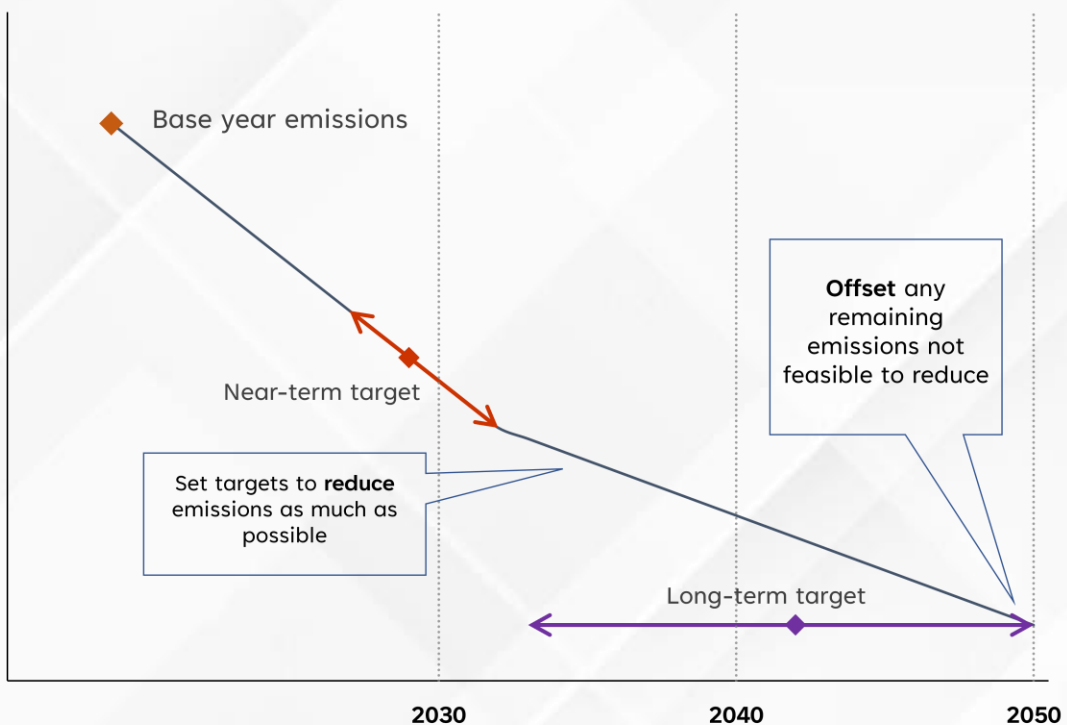 Base year emissions
Near-term target
Set targets to reduce
emissions as much as
possible
Offset any
remaining
emissions not
feasible to reduce
Long-term target
2030
2040
2050